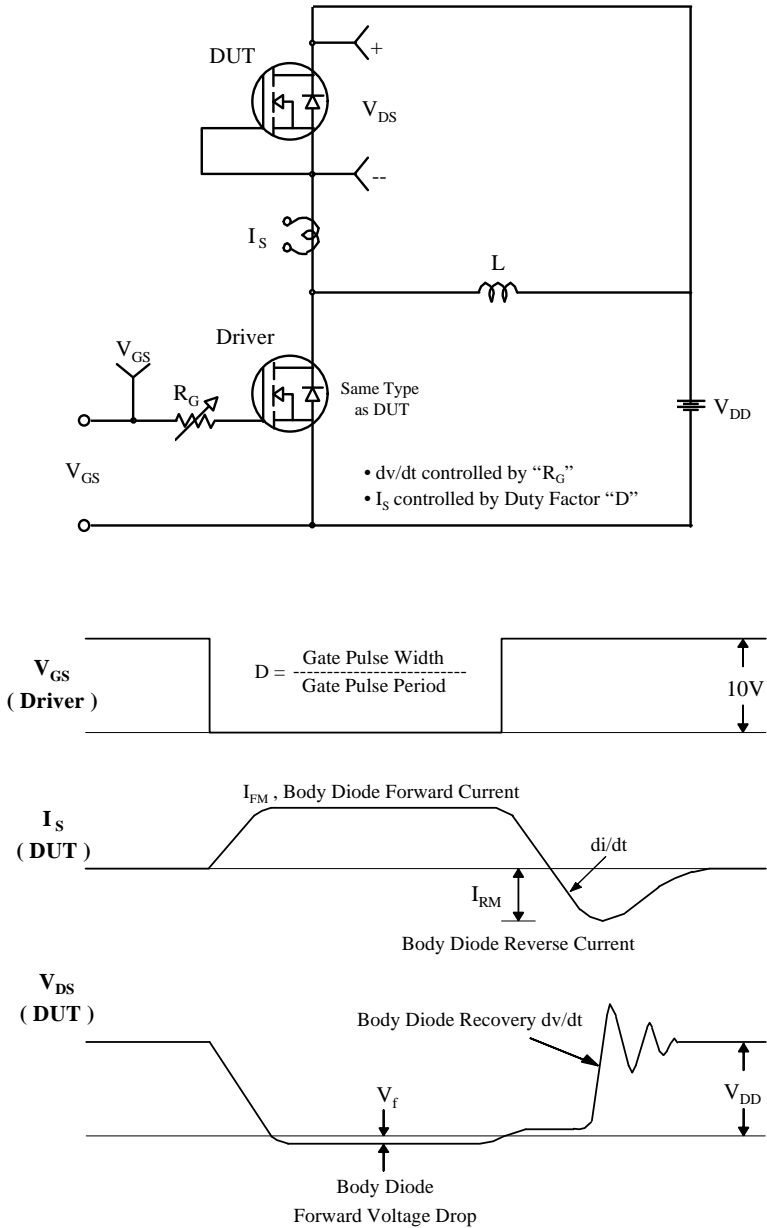 DUT
+
V_DS
--
I_S
L
Driver
V_GS
R_G
Same Type
as DUT
V_DD
V_GS
• dv/dt controlled by “R_G”
• I_S controlled by Duty Factor “D”
V_GS
( Driver )
D = Gate Pulse Width
--------------------------
Gate Pulse Period
10V
I_FM , Body Diode Forward Current
I_S
( DUT )
di/dt
I_RM
Body Diode Reverse Current
V_DS
( DUT )
Body Diode Recovery dv/dt
V_f
V_DD
Body Diode
Forward Voltage Drop